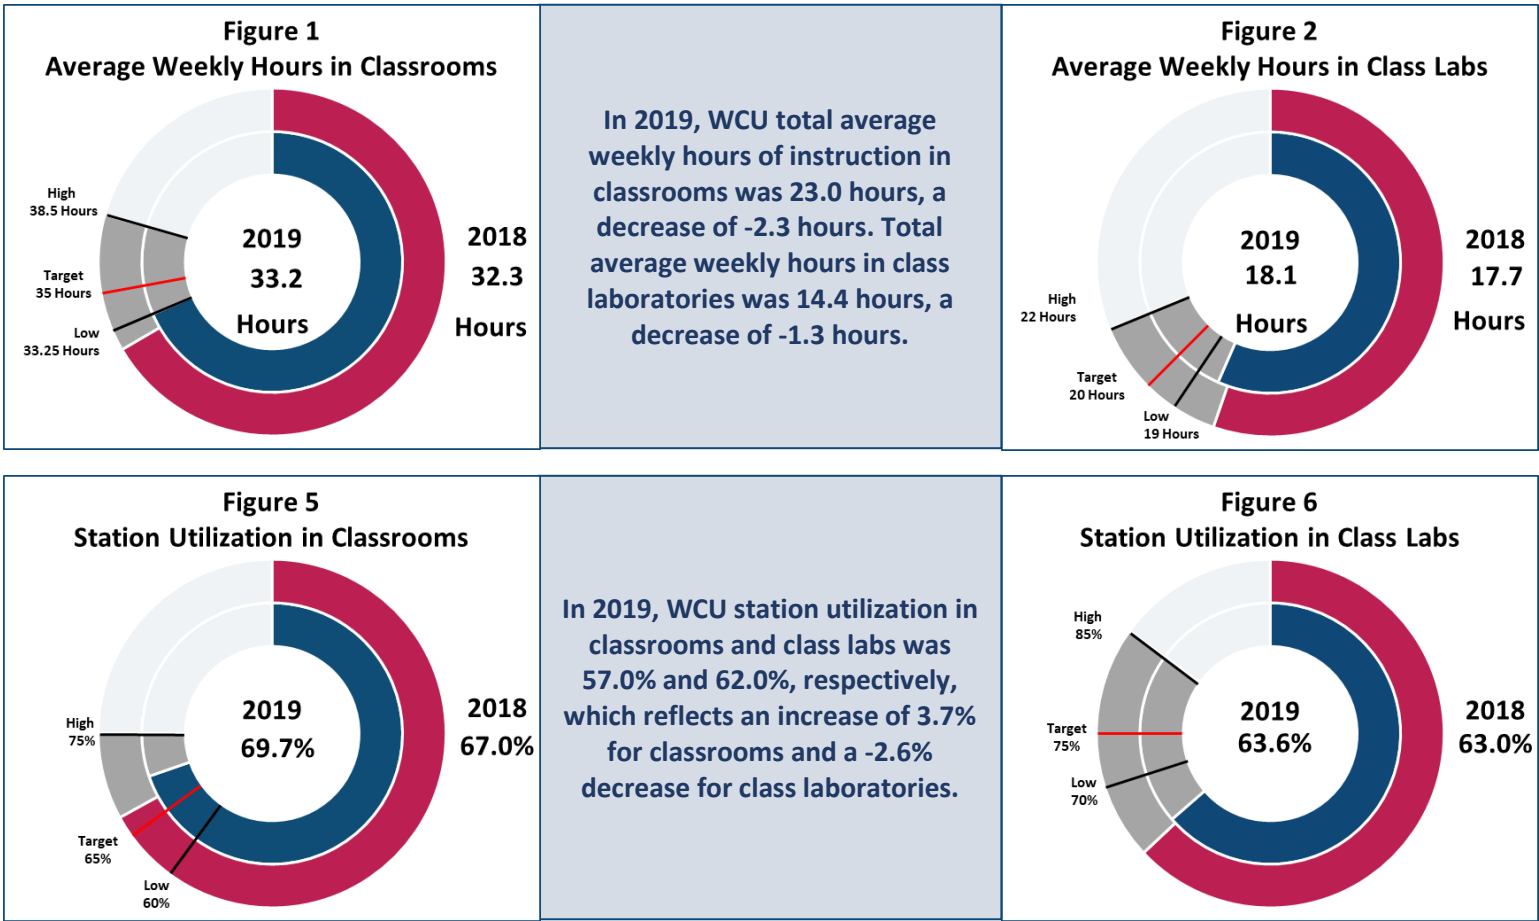 Figure 1
Average Weekly Hours in Classrooms
High
38.5 Hours
Target
35 Hours
Low
33.25 Hours
2019
33.2
Hours
2018
32.3
Hours
In 2019, WCU total average
weekly hours of instruction in
classrooms was 23.0 hours, a
decrease of -2.3 hours. Total
average weekly hours in class
laboratories was 14.4 hours, a
decrease of -1.3 hours.
Figure 2
Average Weekly Hours in Class Labs
High
22 Hours
Target
20 Hours
Low
19 Hours
2019
18.1
Hours
2018
17.7
Hours
Figure 5
Station Utilization in Classrooms
High
75%
Target
65%
Low
60%
2019
69.7%
2018
67.0%
In 2019, WCU station utilization in
classrooms and class labs was
57.0% and 62.0%, respectively,
which reflects an increase of 3.7%
for classrooms and a -2.6%
decrease for class laboratories.
Figure 6
Station Utilization in Class Labs
High
85%
Target
75%
Low
70%
2019
63.6%
2018
63.0%